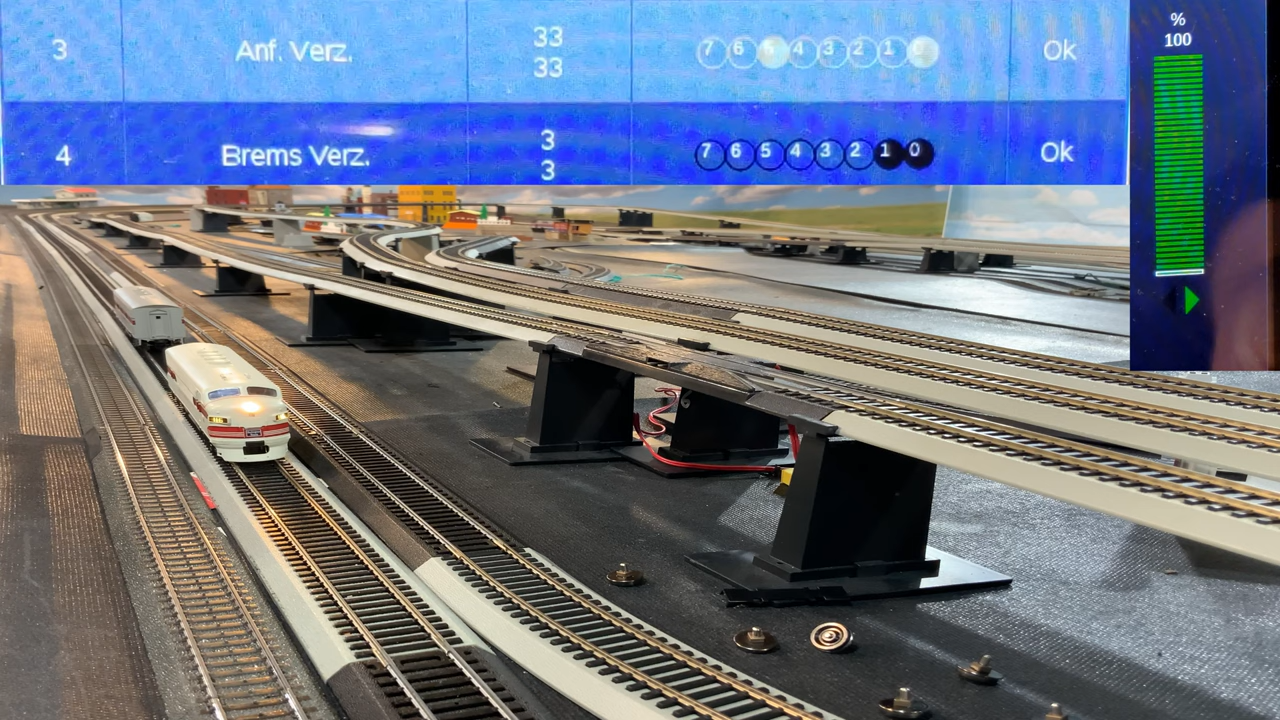 3 Anf. Verz. 33 33 7 6 5 4 3 2 1 Ok
4 Brems Verz. 3 3 7 6 5 4 3 2 1 0 Ok
%
100